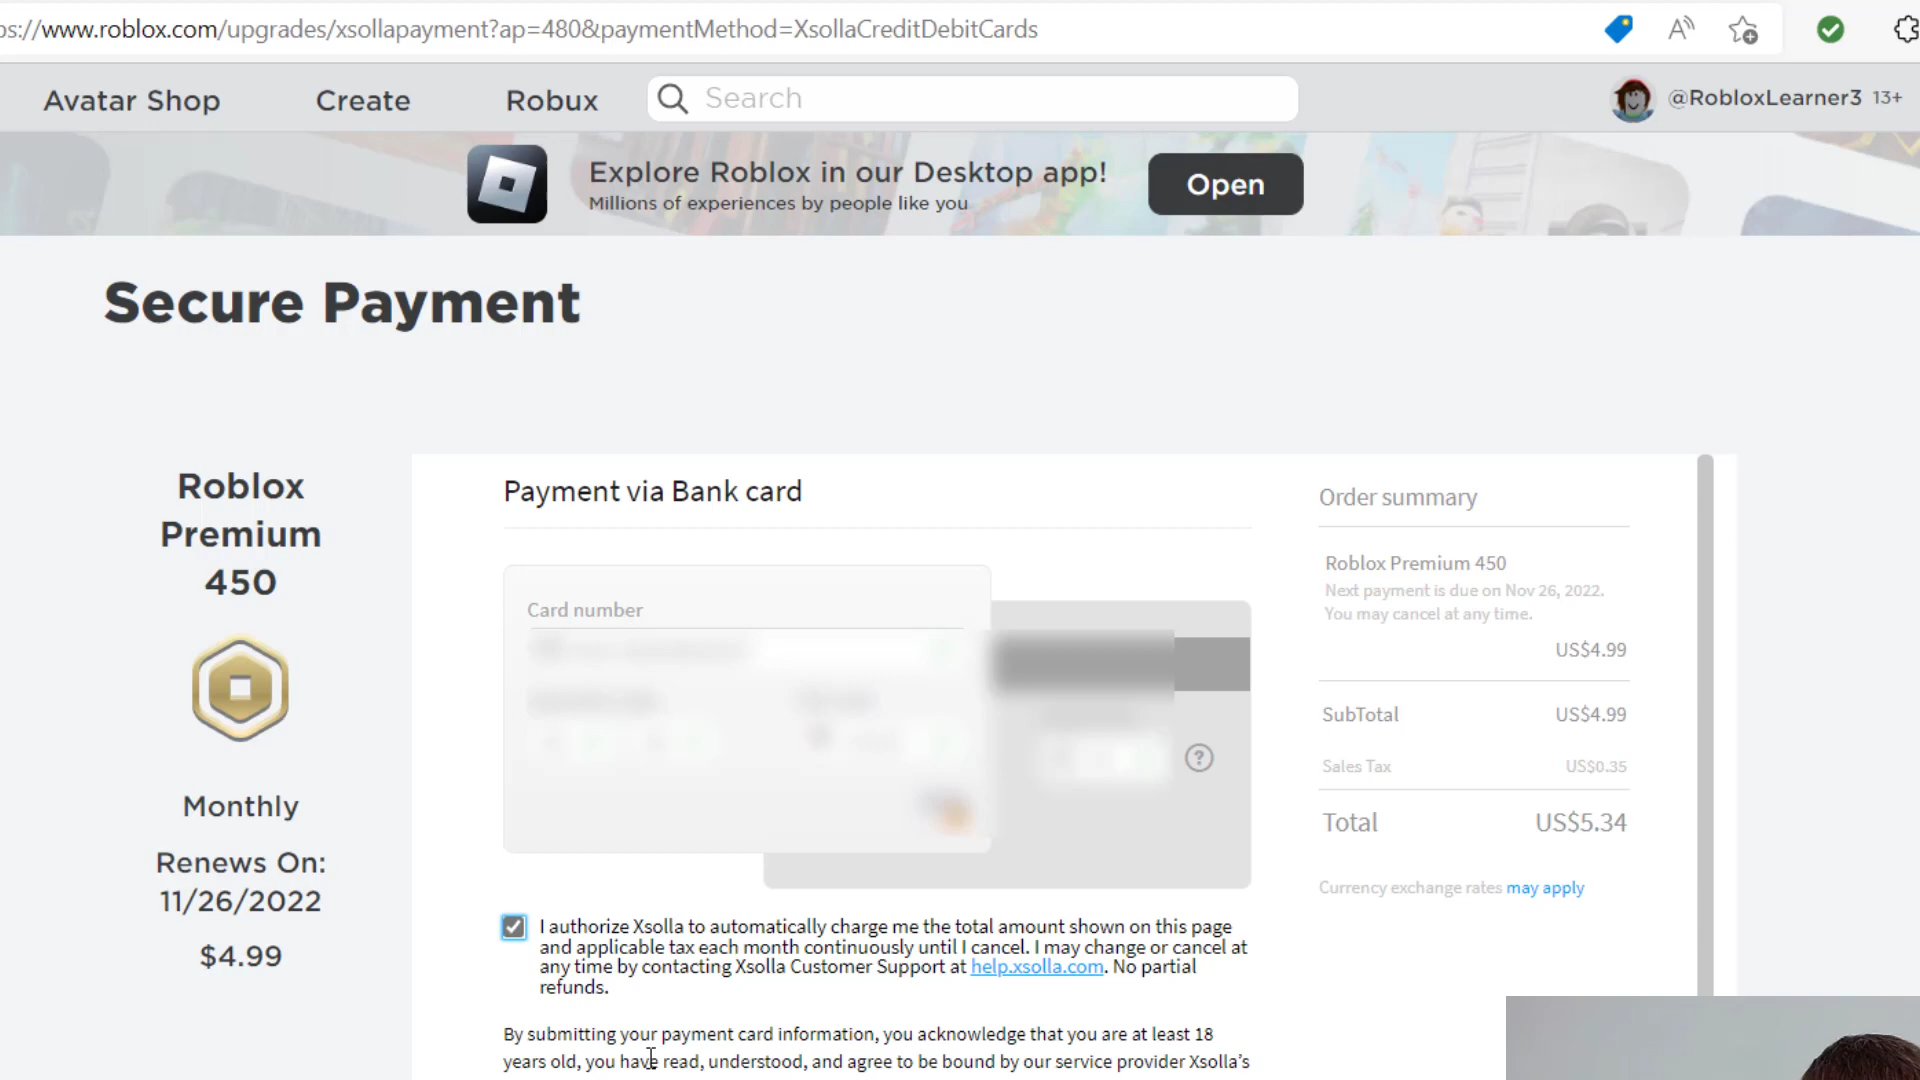 ps://www.roblox.com/upgrades/xsollapayment?ap=480&paymentMethod=XsollaCreditDebitCards
Avatar Shop Create Robux Search @RobloxLearner3 13+
Explore Roblox in our Desktop app!
Millions of experiences by people like you
Open
Secure Payment
Roblox
Premium
450
Monthly
Renews On:
11/26/2022
$4.99
Payment via Bank card
Card number
I authorize Xsolla to automatically charge me the total amount shown on this page
and applicable tax each month continuously until I cancel. I may change or cancel at
any time by contacting Xsolla Customer Support at help.xsolla.com. No partial
refunds.
By submitting your payment card information, you acknowledge that you are at least 18
years old, you have read, understood, and agree to be bound by our service provider Xsolla's
Order summary
Roblox Premium 450
Next payment is due on Nov 26, 2022.
You may cancel at any time.
US$4.99
SubTotal US$4.99
Sales Tax US$0.35
Total US$5.34
Currency exchange rates may apply